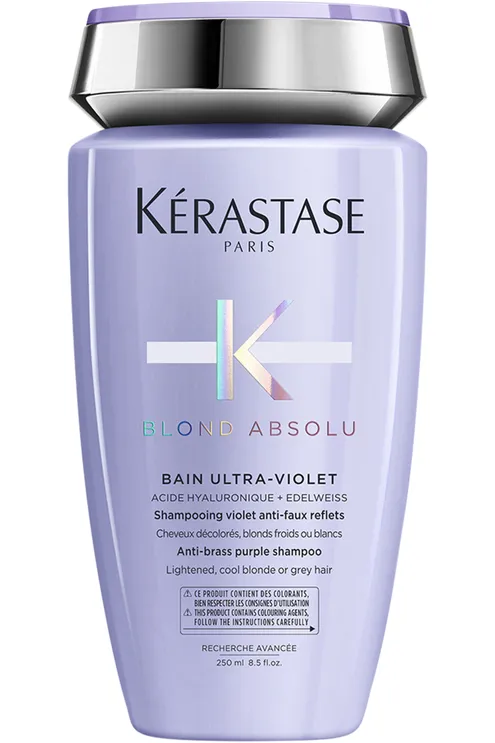 KÉRASTASE
PARIS
K
BLOND ABSOLU
BAIN ULTRA-VIOLET
ACIDE HYALURONIQUE + EDELWEISS
Shampooing violet anti-faux reflets
Cheveux décolorés, blonds froids ou blancs
Anti-brass purple shampoo
Lightened, cool blonde or grey hair
⚠ CE PRODUIT CONTIENT DES COLORANTS,
BIEN RESPECTER LES CONSIGNES D'UTILISATION
⚠ THIS PRODUCT CONTAINS COLOURING AGENTS,
FOLLOW THE INSTRUCTIONS CAREFULLY
RECHERCHE AVANCÉE
250 ml 8.5 fl.oz.